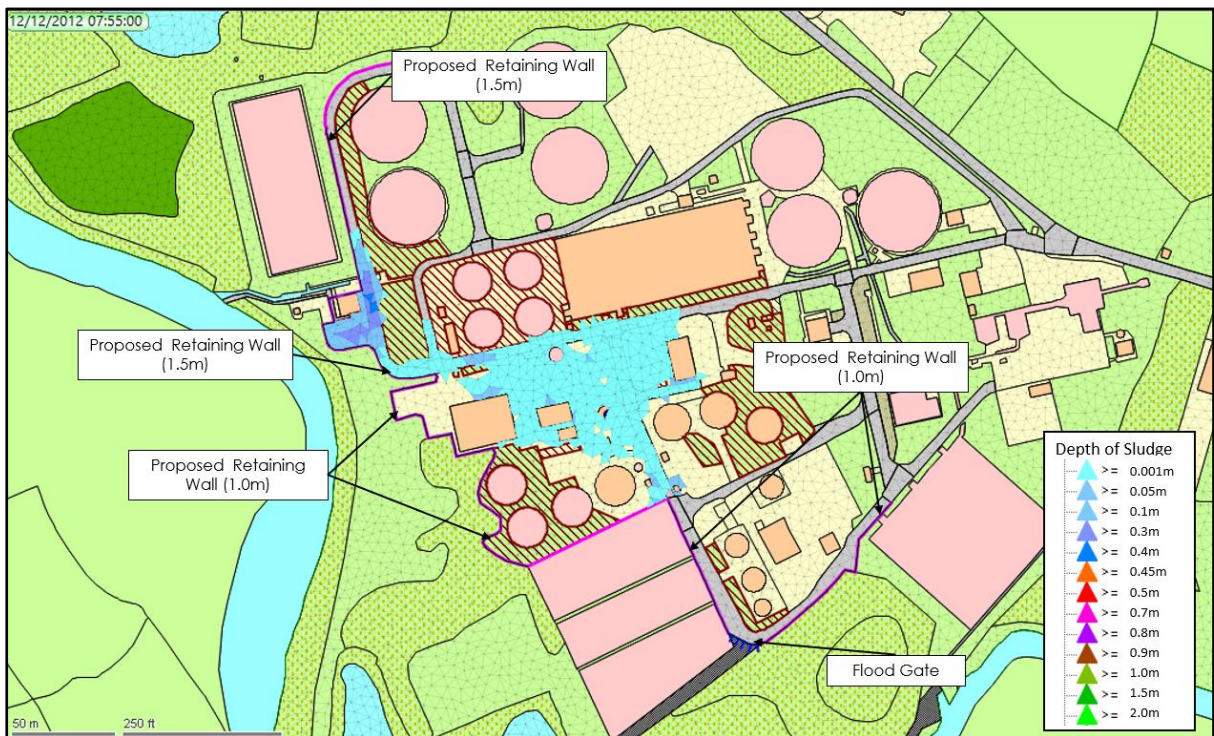 12/12/2012 07:55:00
Proposed Retaining Wall
(1.5m)
Proposed Retaining Wall
(1.5m)
Proposed Retaining Wall
(1.0m)
Proposed Retaining
Wall (1.0m)
Flood Gate
Depth of Sludge
>= 0.001m
>= 0.05m
>= 0.1m
>= 0.3m
>= 0.4m
>= 0.45m
>= 0.5m
>= 0.7m
>= 0.8m
>= 0.9m
>= 1.0m
>= 1.5m
>= 2.0m
50 m 250 ft